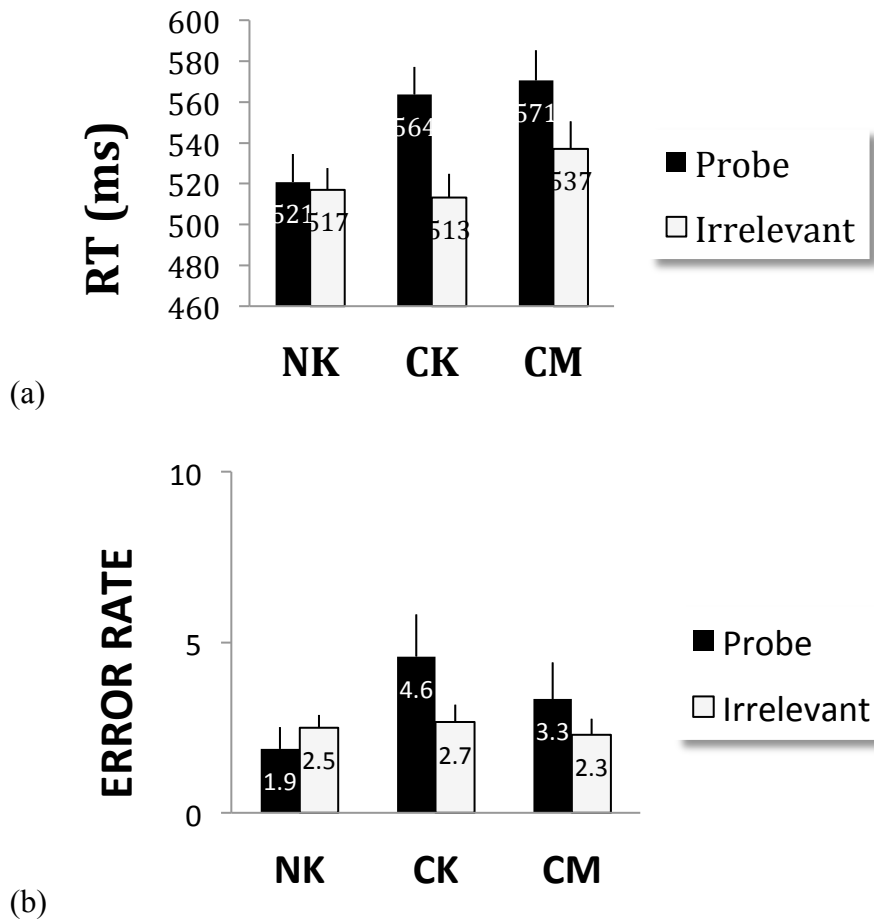 600
580
560
540
520
500
480
460
RT (ms)
521
517
564
513
571
537
NK CK CM
Probe
Irrelevant
(a)
10
5
0
ERROR RATE
1.9
2.5
4.6
2.7
3.3
2.3
NK CK CM
Probe
Irrelevant
(b)